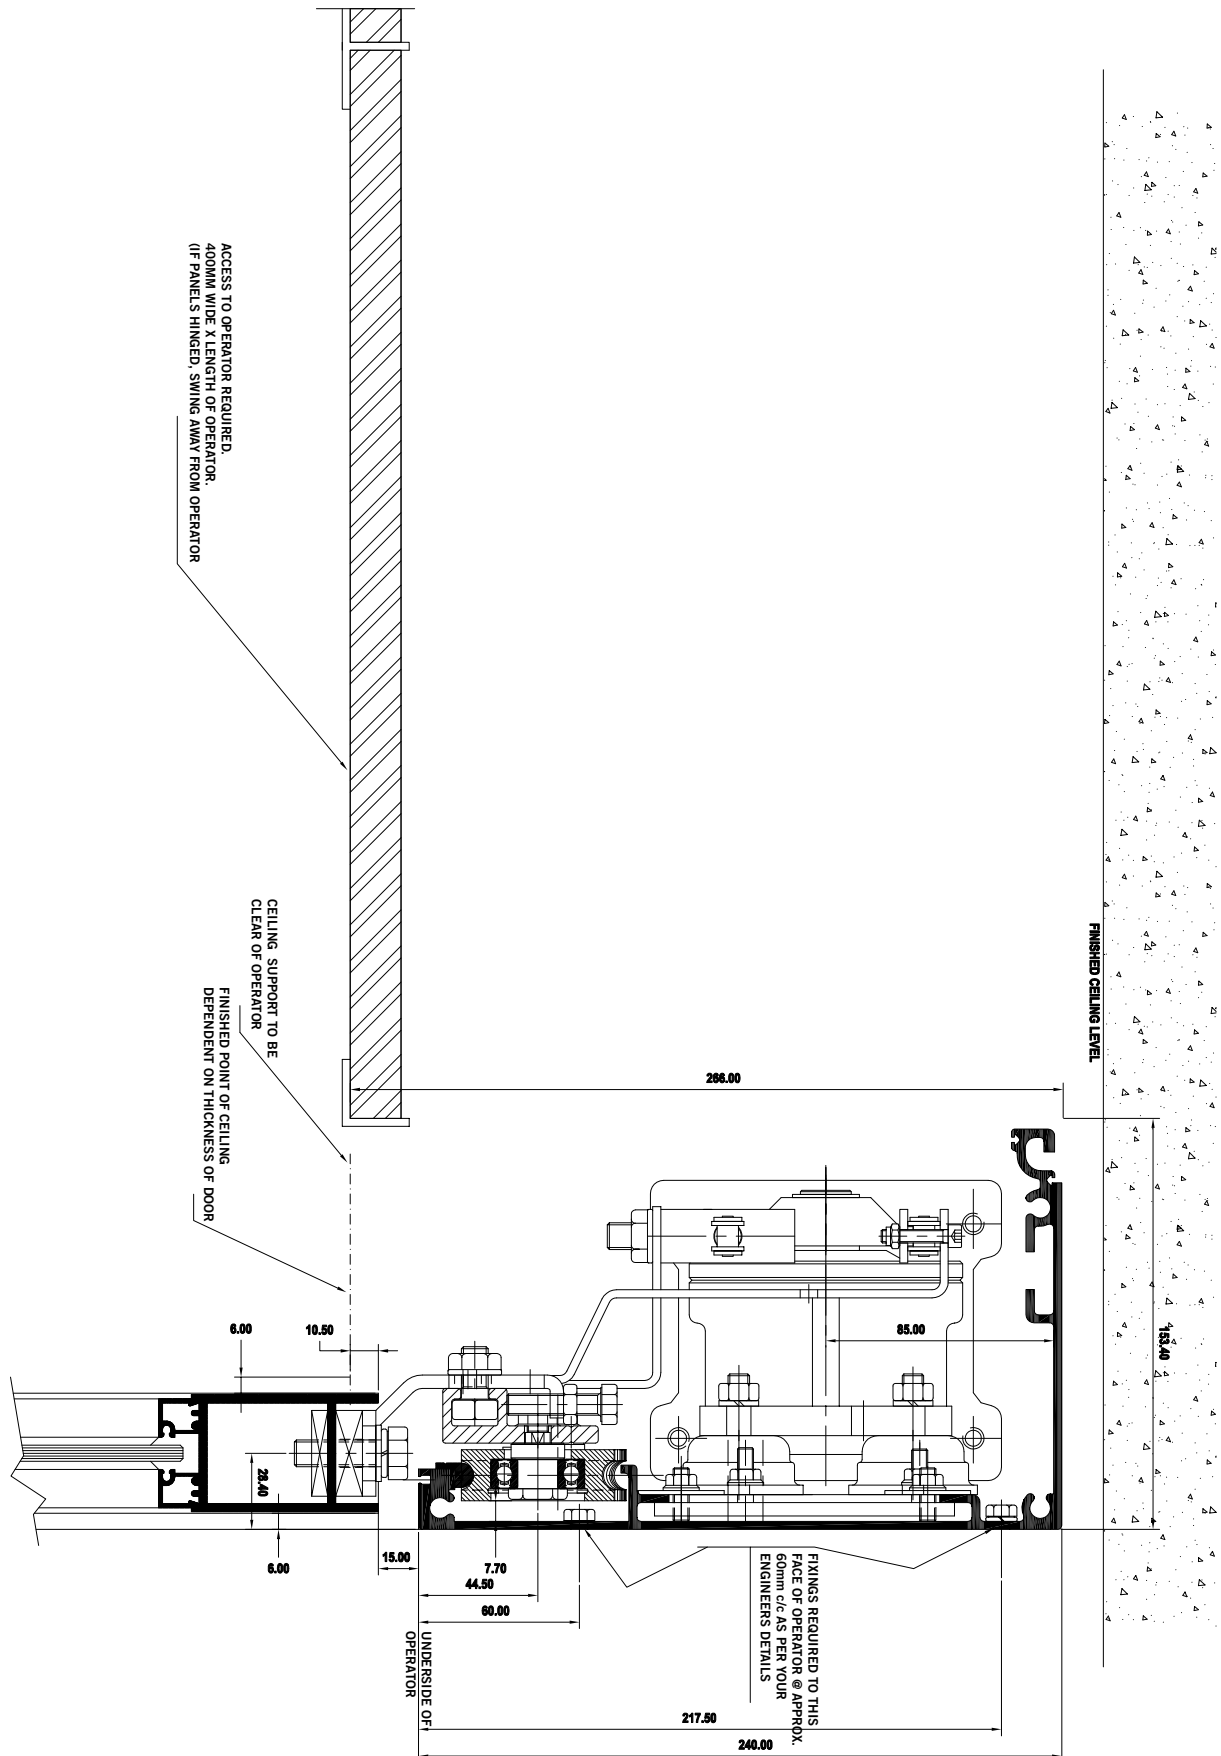 ACCESS TO OPERATOR REQUIRED.
400MM WIDE X LENGTH OF OPERATOR.
(IF PANELS HINGED, SWING AWAY FROM OPERATOR
FINISHED CEILING LEVEL
CEILING SUPPORT TO BE
CLEAR OF OPERATOR
FINISHED POINT OF CEILING
DEPENDENT ON THICKNESS OF DOOR
266.00
153.40
85.00
6.00
10.50
28.40
6.00
15.00
7.70
44.50
60.00
UNDERSIDE OF
OPERATOR
FIXINGS REQUIRED TO THIS
FACE OF OPERATOR @ APPROX.
60mm c/c AS PER YOUR
ENGINEERS DETAILS
217.50
240.00